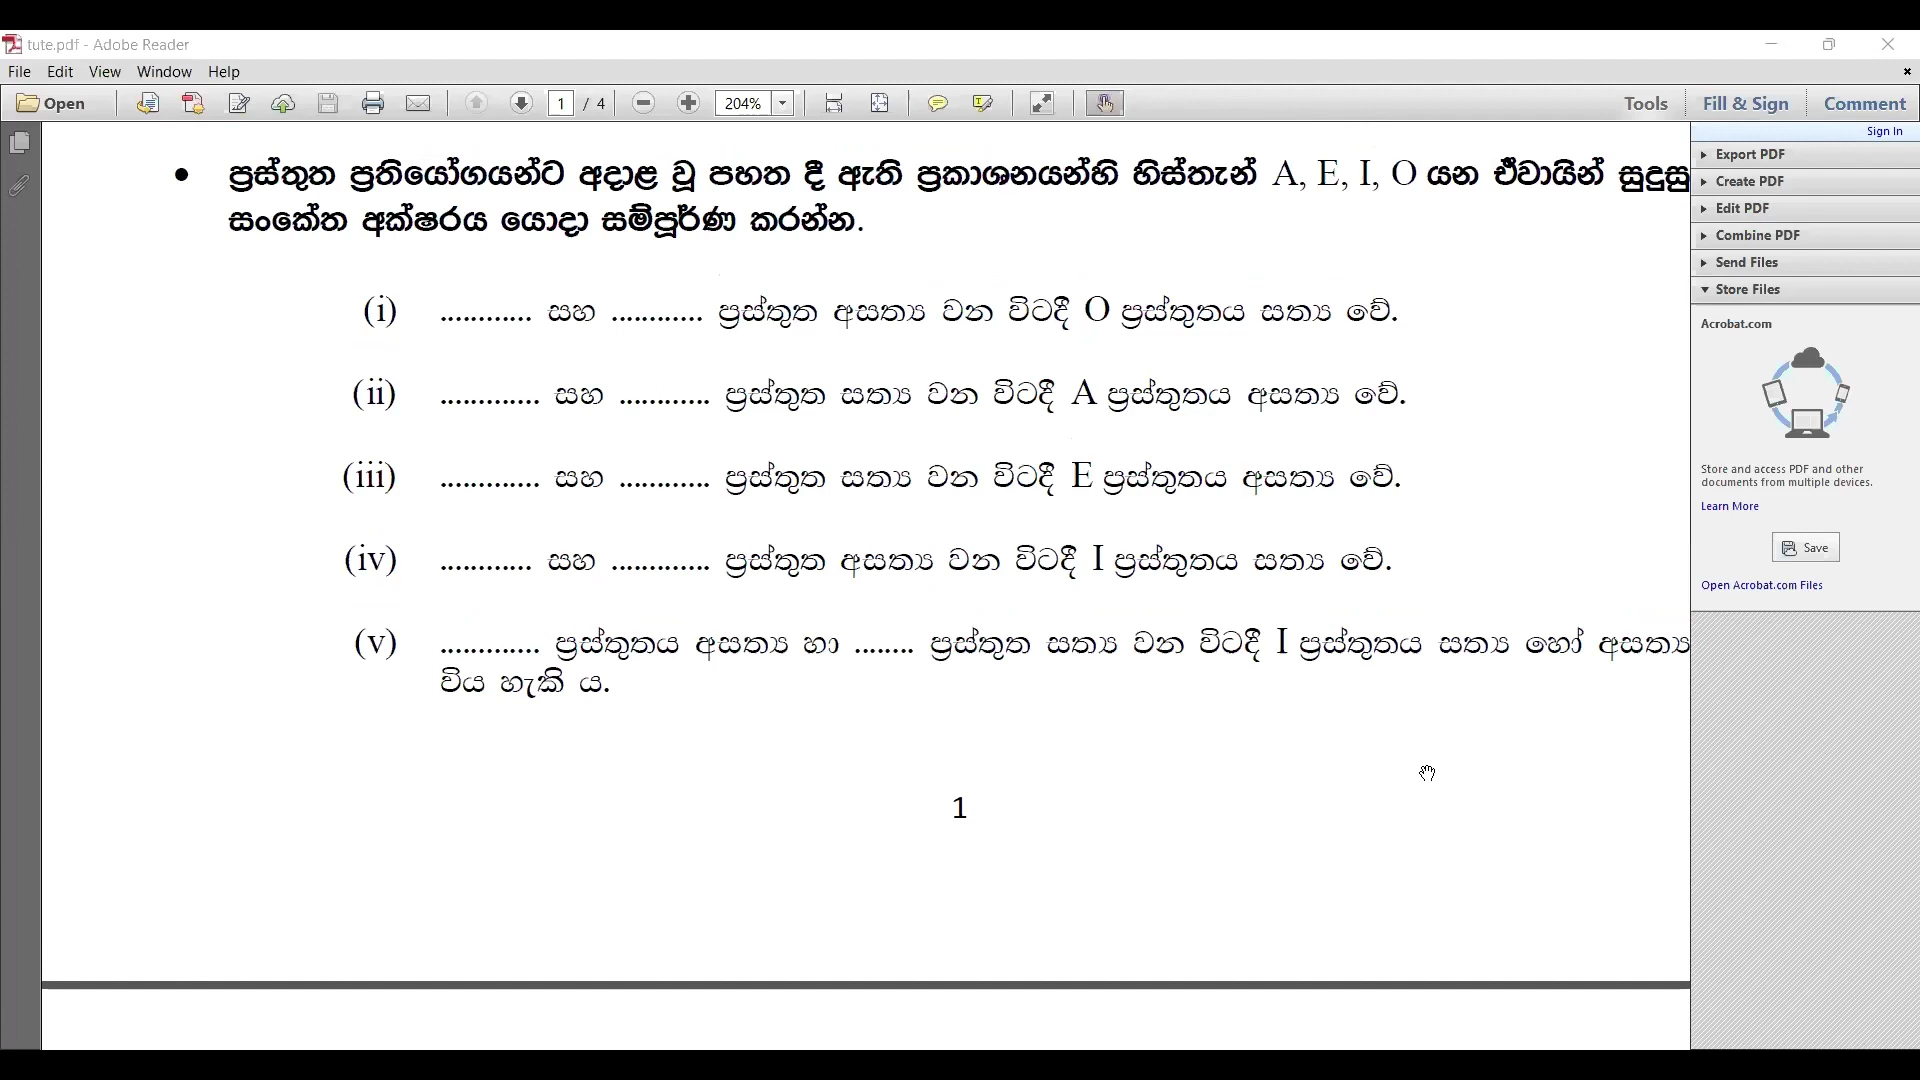 tute.pdf - Adobe Reader
File Edit View Window Help
Open 1 / 4 204% Tools Fill & Sign Comment
Sign In
• ප්‍රස්තුත ප්‍රතියෝගයන්ට අදාළ වූ පහත දී ඇති ප්‍රකාශනයන්හි හිස්තැන් A, E, I, O යන ඒවායින් සුදුසු
සංකේත අක්ෂරය යොදා සම්පූර්ණ කරන්න.
(i) ............ සහ ............ ප්‍රස්තුත අසත්‍ය වන විටදී O ප්‍රස්තුතය සත්‍ය වේ.
(ii) ............. සහ ............ ප්‍රස්තුත සත්‍ය වන විටදී A ප්‍රස්තුතය අසත්‍ය වේ.
(iii) ............. සහ ............ ප්‍රස්තුත සත්‍ය වන විටදී E ප්‍රස්තුතය අසත්‍ය වේ.
(iv) ............ සහ ............. ප්‍රස්තුත අසත්‍ය වන විටදී I ප්‍රස්තුතය සත්‍ය වේ.
(v) ............. ප්‍රස්තුතය අසත්‍ය හා ........ ප්‍රස්තුත සත්‍ය වන විටදී I ප්‍රස්තුතය සත්‍ය හෝ අසත්‍ය
විය හැකි ය.
1
Export PDF
Create PDF
Edit PDF
Combine PDF
Send Files
Store Files
Acrobat.com
Store and access PDF and other
documents from multiple devices.
Learn More
Save
Open Acrobat.com Files